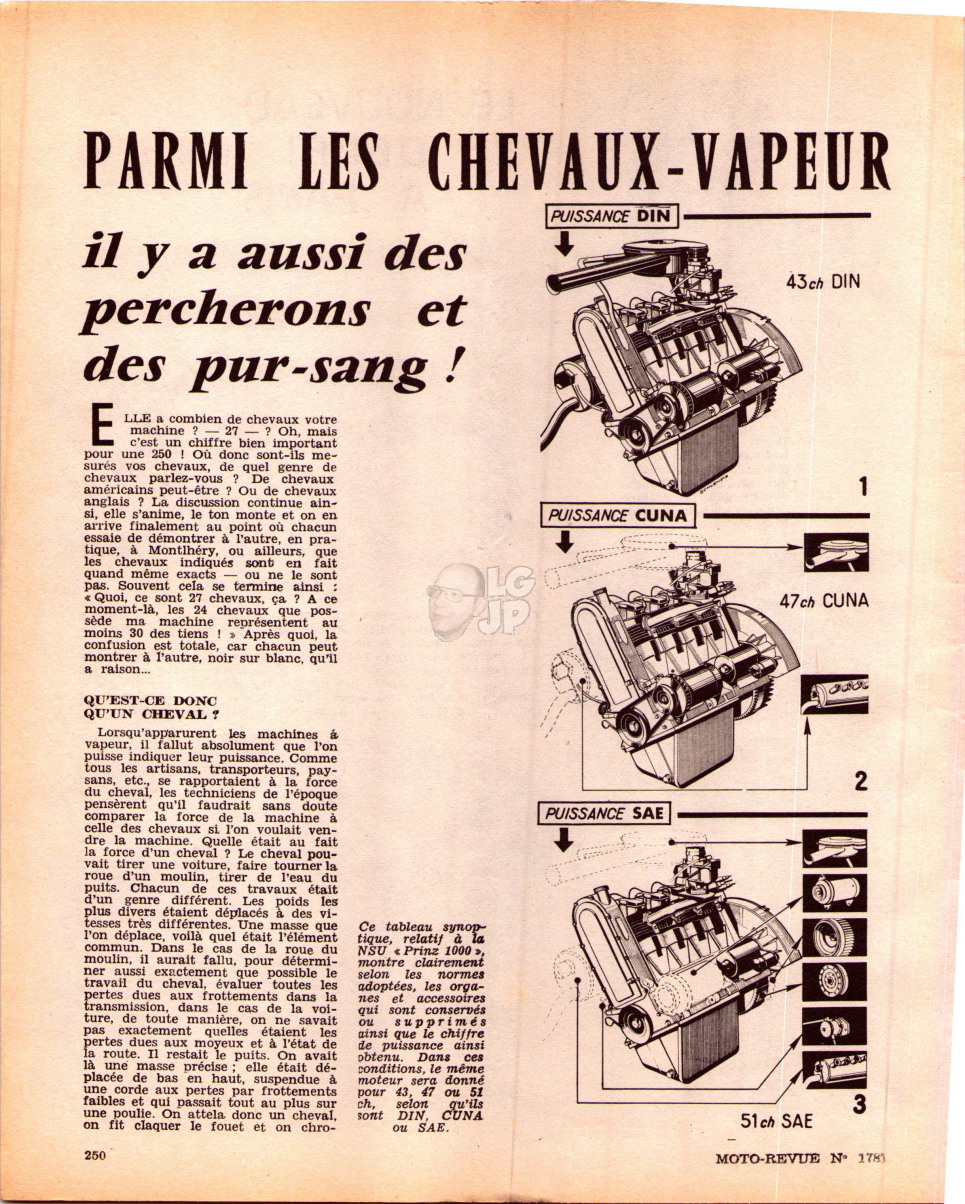 PARMI LES CHEVAUX-VAPEUR
il y a aussi des
percherons et
des pur-sang !
ELLE a combien de chevaux votre
machine ? — 27 — ? Oh, mais
c'est un chiffre bien important
pour une 250 ! Où donc sont-ils me-
surés vos chevaux, de quel genre de
chevaux parlez-vous ? De chevaux
américains peut-être ? Ou de chevaux
anglais ? La discussion continue ain-
si, elle s'anime, le ton monte et on en
arrive finalement au point où chacun
essaie de démontrer à l'autre, en pra-
tique, à Montlhéry, ou ailleurs, que
les chevaux indiqués sont en fait
quand même exacts — ou ne le sont
pas. Souvent cela se termine ainsi :
« Quoi, ce sont 27 chevaux, ça ? A ce
moment-là, les 24 chevaux que pos-
sède ma machine représentent au
moins 30 des tiens ! » Après quoi, la
confusion est totale, car chacun peut
montrer à l'autre, noir sur blanc, qu'il
a raison...
QU'EST-CE DONC
QU'UN CHEVAL ?
Lorsqu'apparurent les machines à
vapeur, il fallut absolument que l'on
puisse indiquer leur puissance. Comme
tous les artisans, transporteurs, pay-
sans, etc., se rapportaient à la force
du cheval, les techniciens de l'époque
pensèrent qu'il faudrait sans doute
comparer la force de la machine à
celle des chevaux si l'on voulait ven-
dre la machine. Quelle était au fait
la force d'un cheval ? Le cheval pou-
vait tirer une voiture, faire tourner la
roue d'un moulin, tirer de l'eau du
puits. Chacun de ces travaux était
d'un genre différent. Les poids les
plus divers étaient déplacés à des vi-
tesses très différentes. Une masse que
l'on déplace, voilà quel était l'élément
commun. Dans le cas de la roue du
moulin, il aurait fallu, pour détermi-
ner aussi exactement que possible le
travail du cheval, évaluer toutes les
pertes dues aux frottements dans la
transmission, dans le cas de la voi-
ture, de toute manière, on ne savait
pas exactement quelles étaient les
pertes dues aux moyeux et à l'état de
la route. Il restait le puits. On avait
là une masse précise ; elle était dé-
placée de bas en haut, suspendue à
une corde aux pertes par frottements
faibles et qui passait tout au plus sur
une poulie. On attela donc un cheval,
on fit claquer le fouet et on chro-
Ce tableau synop-
tique, relatif à la
NSU « Prinz 1000 »,
montre clairement
selon les normes
adoptées, les orga-
nes et accessoires
qui sont conservés
ou supprimés
ainsi que le chiffre
de puissance ainsi
obtenu. Dans ces
conditions, le même
moteur sera donné
pour 43, 47 ou 51
ch, selon qu'ils
sont DIN, CUNA
ou SAE.
PUISSANCE DIN
43 ch DIN
1
PUISSANCE CUNA
47 ch CUNA
2
PUISSANCE SAE
3
51 ch SAE
LG
JP
250
MOTO-REVUE N° 1781